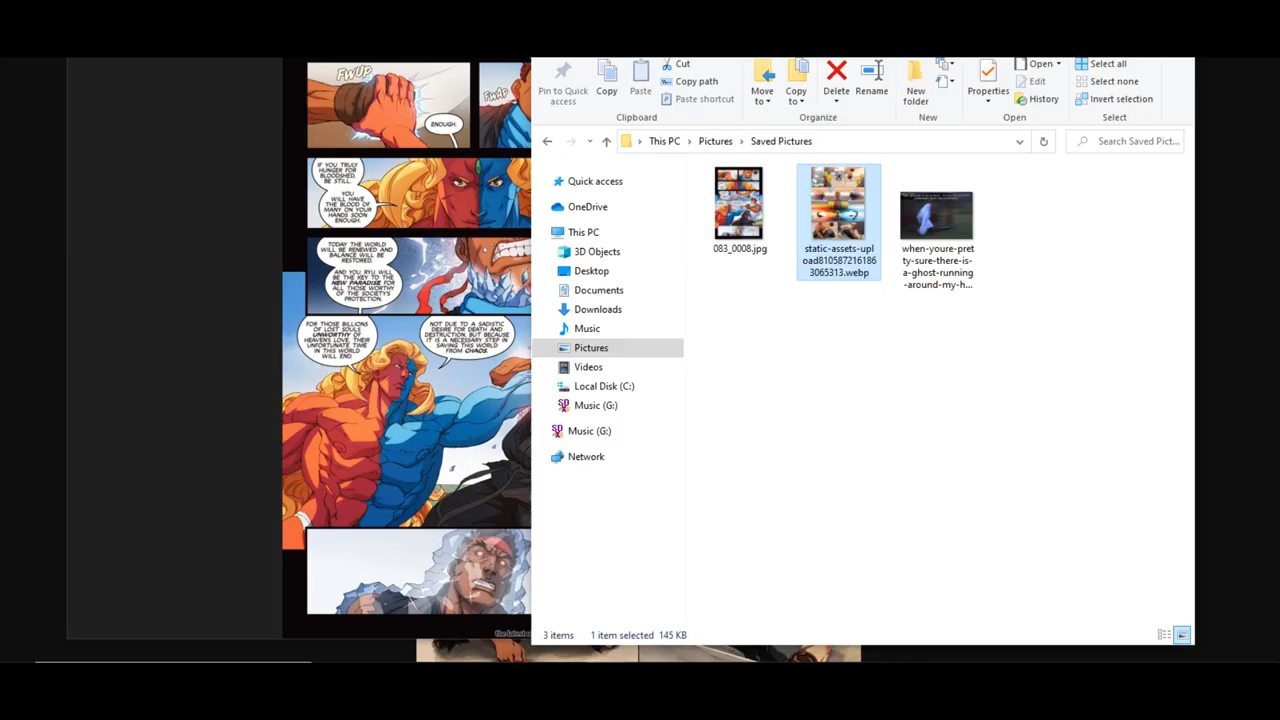 FWUP
ENOUGH.
FWAP
IF YOU TRULY
HUNGER FOR
BLOODSHED,
BE STILL.
YOU
WILL HAVE
THE BLOOD OF
MANY ON YOUR
HANDS SOON
ENOUGH.
TODAY THE WORLD
WILL BE RENEWED AND
BALANCE WILL BE
RESTORED.
AND YOU, RYU, WILL
BE THE KEY TO THE
NEW PARADISE FOR
ALL THOSE WORTHY
OF THE SOCIETY'S
PROTECTION.
FOR THOSE BILLIONS
OF LOST SOULS
UNWORTHY OF
HEAVEN'S LOVE, THEIR
UNFORTUNATE TIME
IN THIS WORLD
WILL END.
NOT DUE TO A SADISTIC
DESIRE FOR DEATH AND
DESTRUCTION, BUT BECAUSE
IT IS A NECESSARY STEP IN
SAVING THIS WORLD
FROM CHAOS.
the latest
Pin to Quick
access
Copy
Paste
Cut
Copy path
Paste shortcut
Clipboard
Move
to
Copy
to
Delete
Rename
Organize
New
folder
New
Properties
Open
Edit
History
Open
Select all
Select none
Invert selection
Select
This PC
Pictures
Saved Pictures
Search Saved Pict...
Quick access
OneDrive
This PC
3D Objects
Desktop
Documents
Downloads
Music
Pictures
Videos
Local Disk (C:)
Music (G:)
Music (G:)
Network
083_0008.jpg
static-assets-upl
oad810587216186
3065313.webp
when-youre-pret
ty-sure-there-is-
a-ghost-running
-around-my-h...
3 items
1 item selected 145 KB